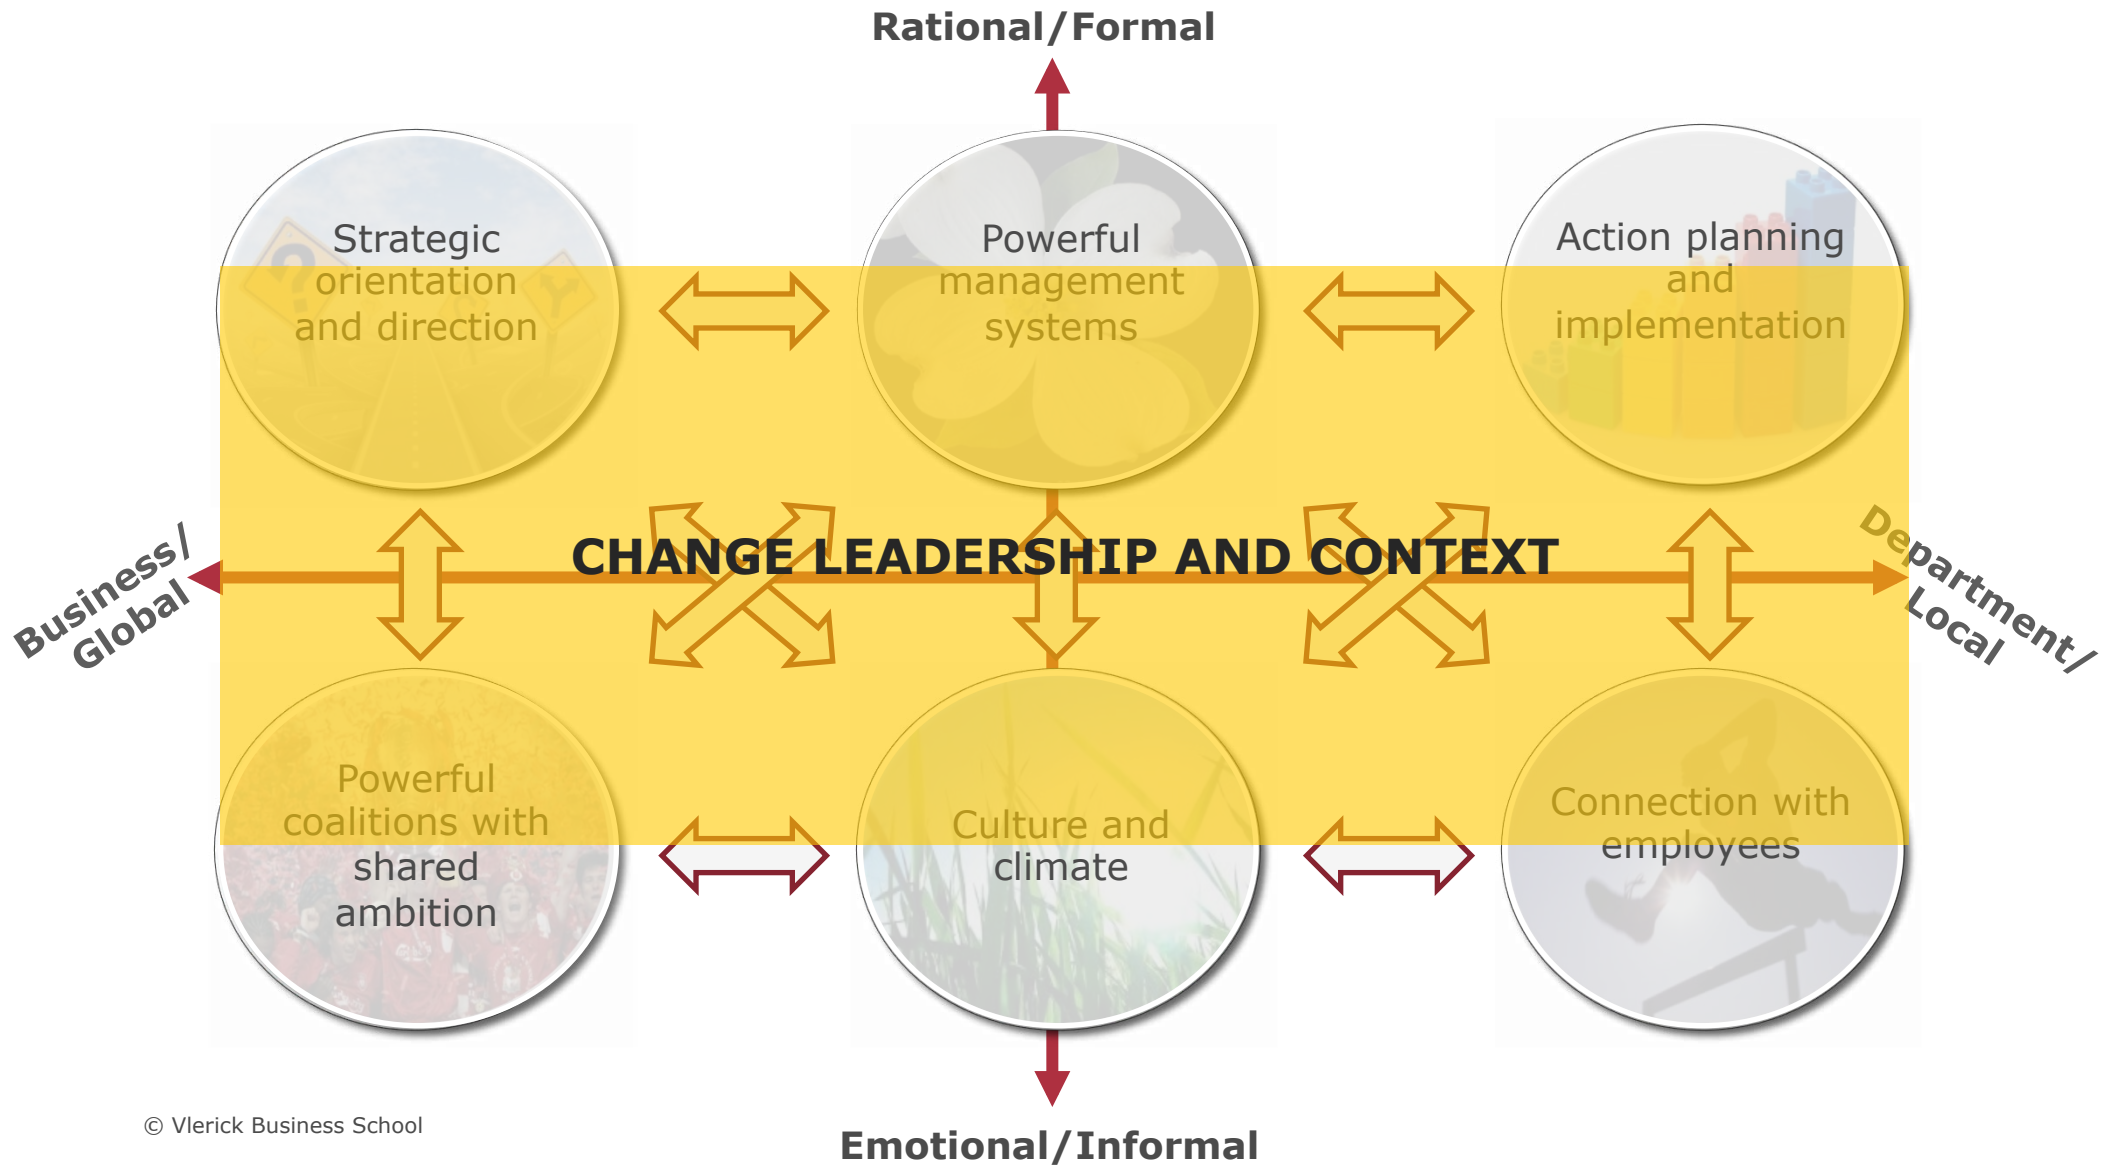 Rational/Formal
Strategic
orientation
and direction
Powerful
management
systems
Action planning
and
implementation
CHANGE LEADERSHIP AND CONTEXT
Business/
Global
Department/
Local
Powerful
coalitions with
shared
ambition
Culture and
climate
Connection with
employees
© Vlerick Business School
Emotional/Informal